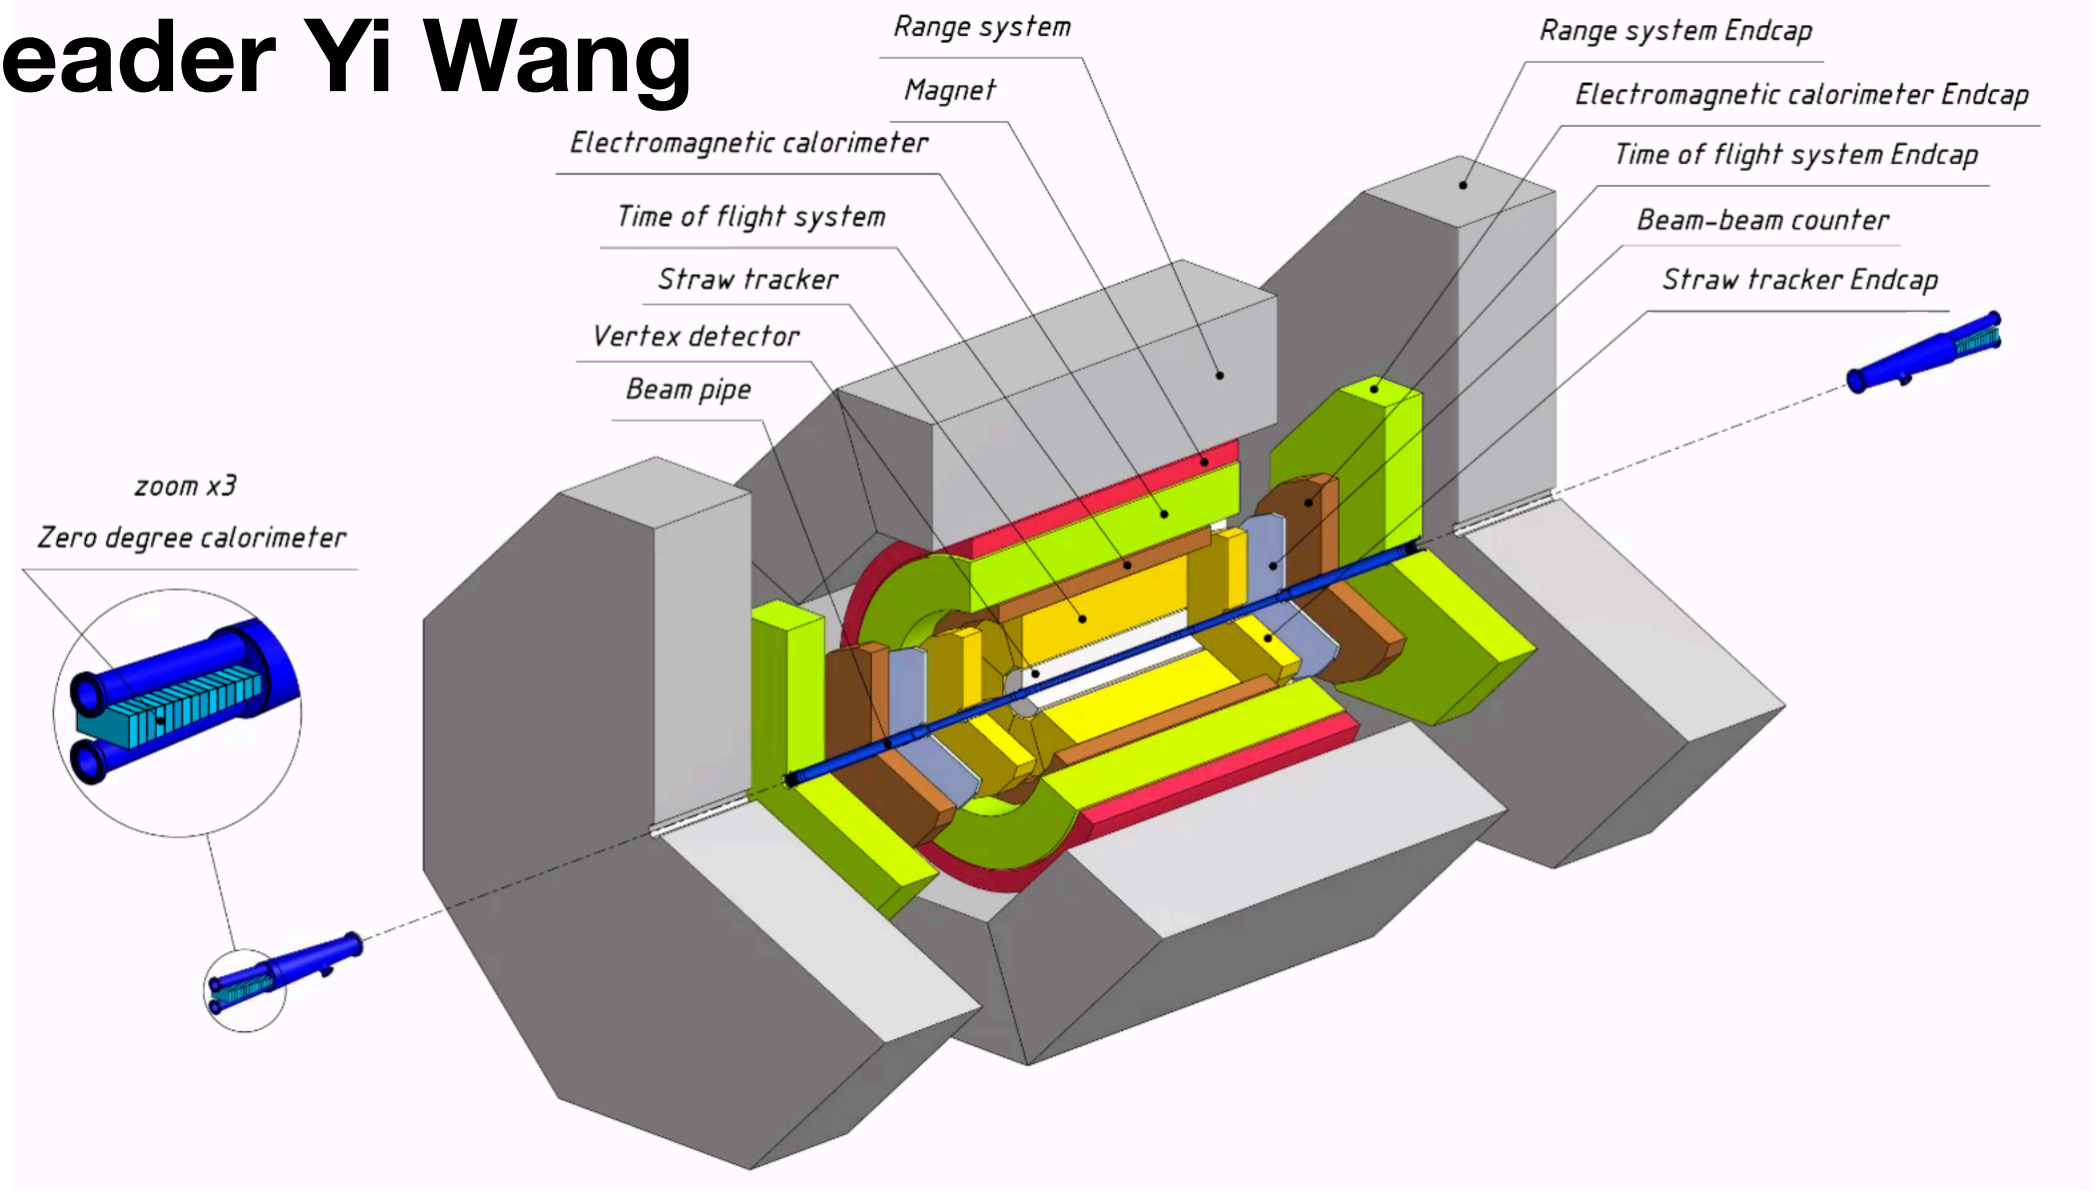 eader Yi Wang
Range system
Magnet
Electromagnetic calorimeter
Time of flight system
Straw tracker
Vertex detector
Beam pipe
Range system Endcap
Electromagnetic calorimeter Endcap
Time of flight system Endcap
Beam-beam counter
Straw tracker Endcap
zoom x3
Zero degree calorimeter